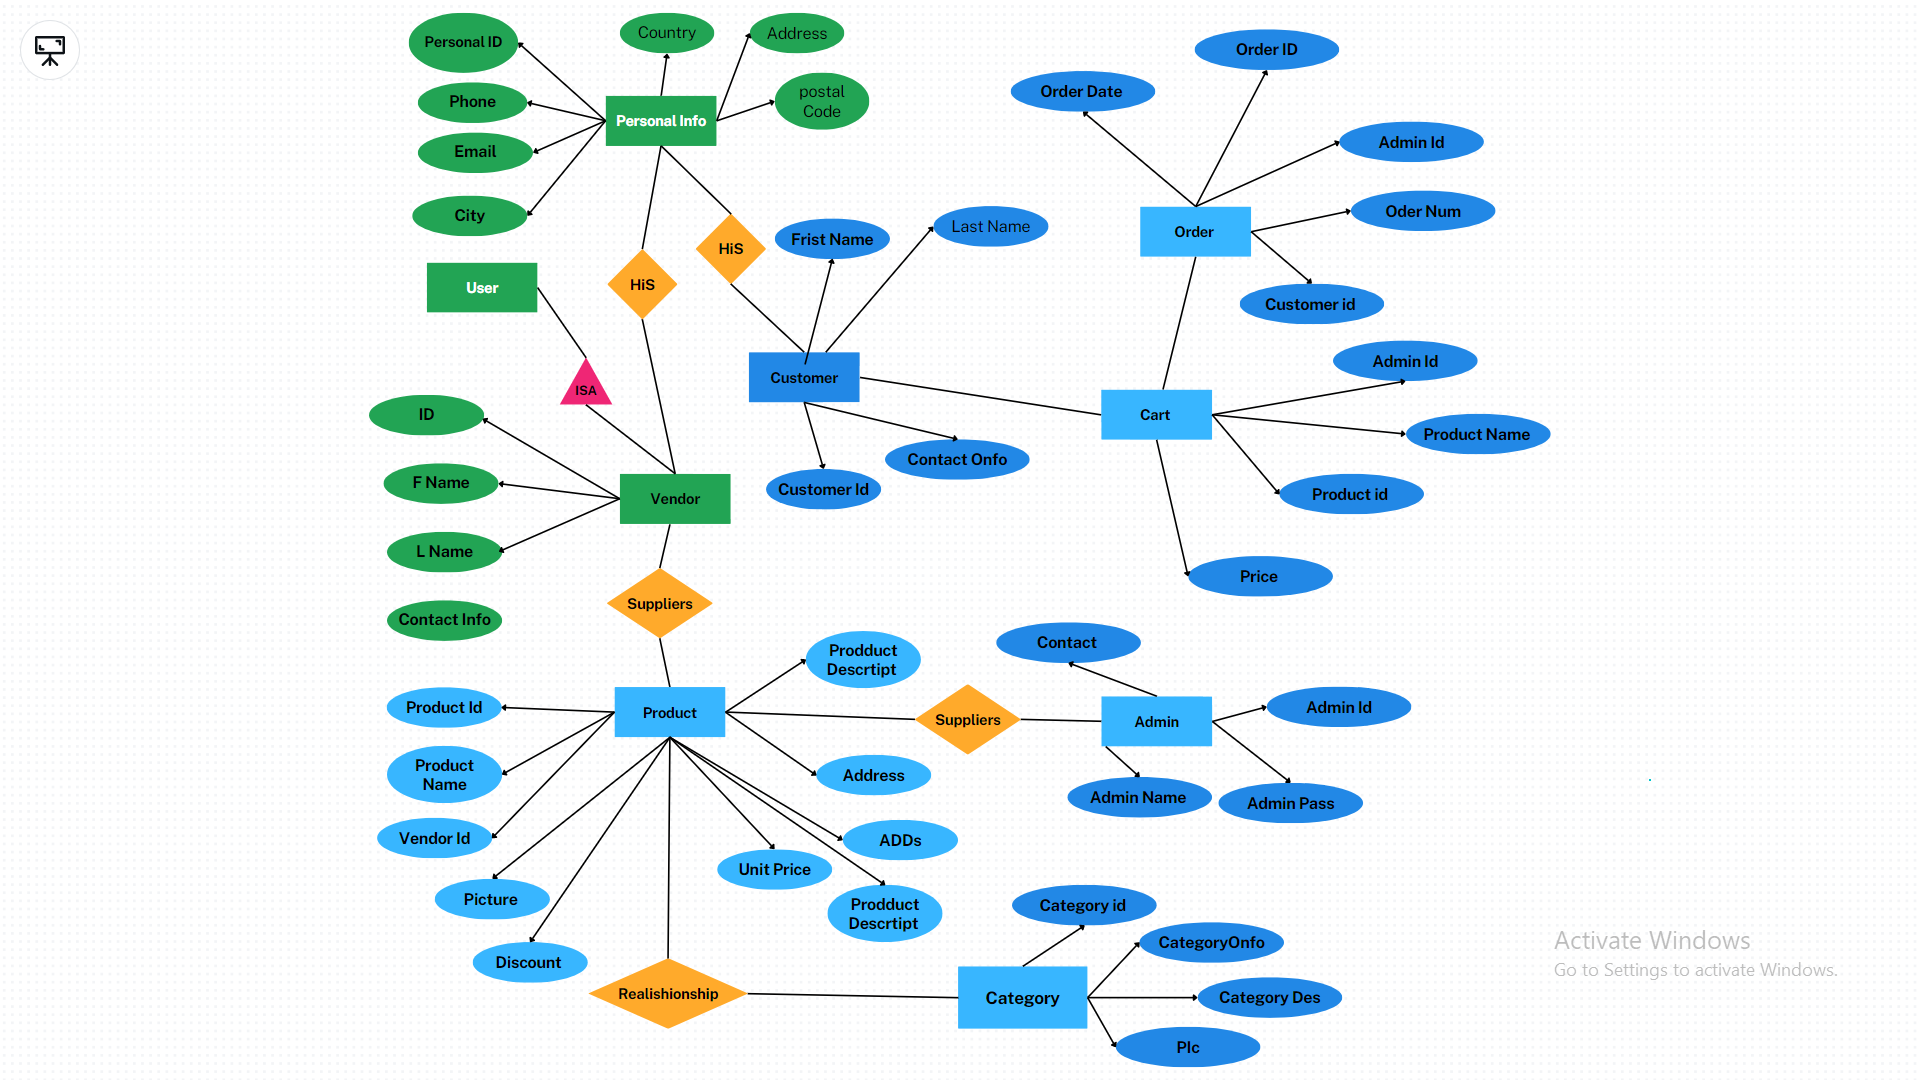 Personal ID
Country
Address
Order ID
Phone
postal
Code
Order Date
Personal Info
Email
Admin Id
City
Frist Name
Last Name
Order
Oder Num
HiS
User
HiS
Customer id
ISA
Customer
Admin Id
ID
Cart
Product Name
F Name
Contact Onfo
Customer Id
Product id
Vendor
L Name
Price
Suppliers
Contact Info
Prodduct
Descrtipt
Contact
Product Id
Product
Suppliers
Admin
Admin Id
Product
Name
Address
Admin Name
Admin Pass
Vendor Id
ADDs
Unit Price
Picture
Prodduct
Descrtipt
Category id
Discount
CategoryOnfo
Activate Windows
Go to Settings to activate Windows.
Realishionship
Category
Category Des
PIc